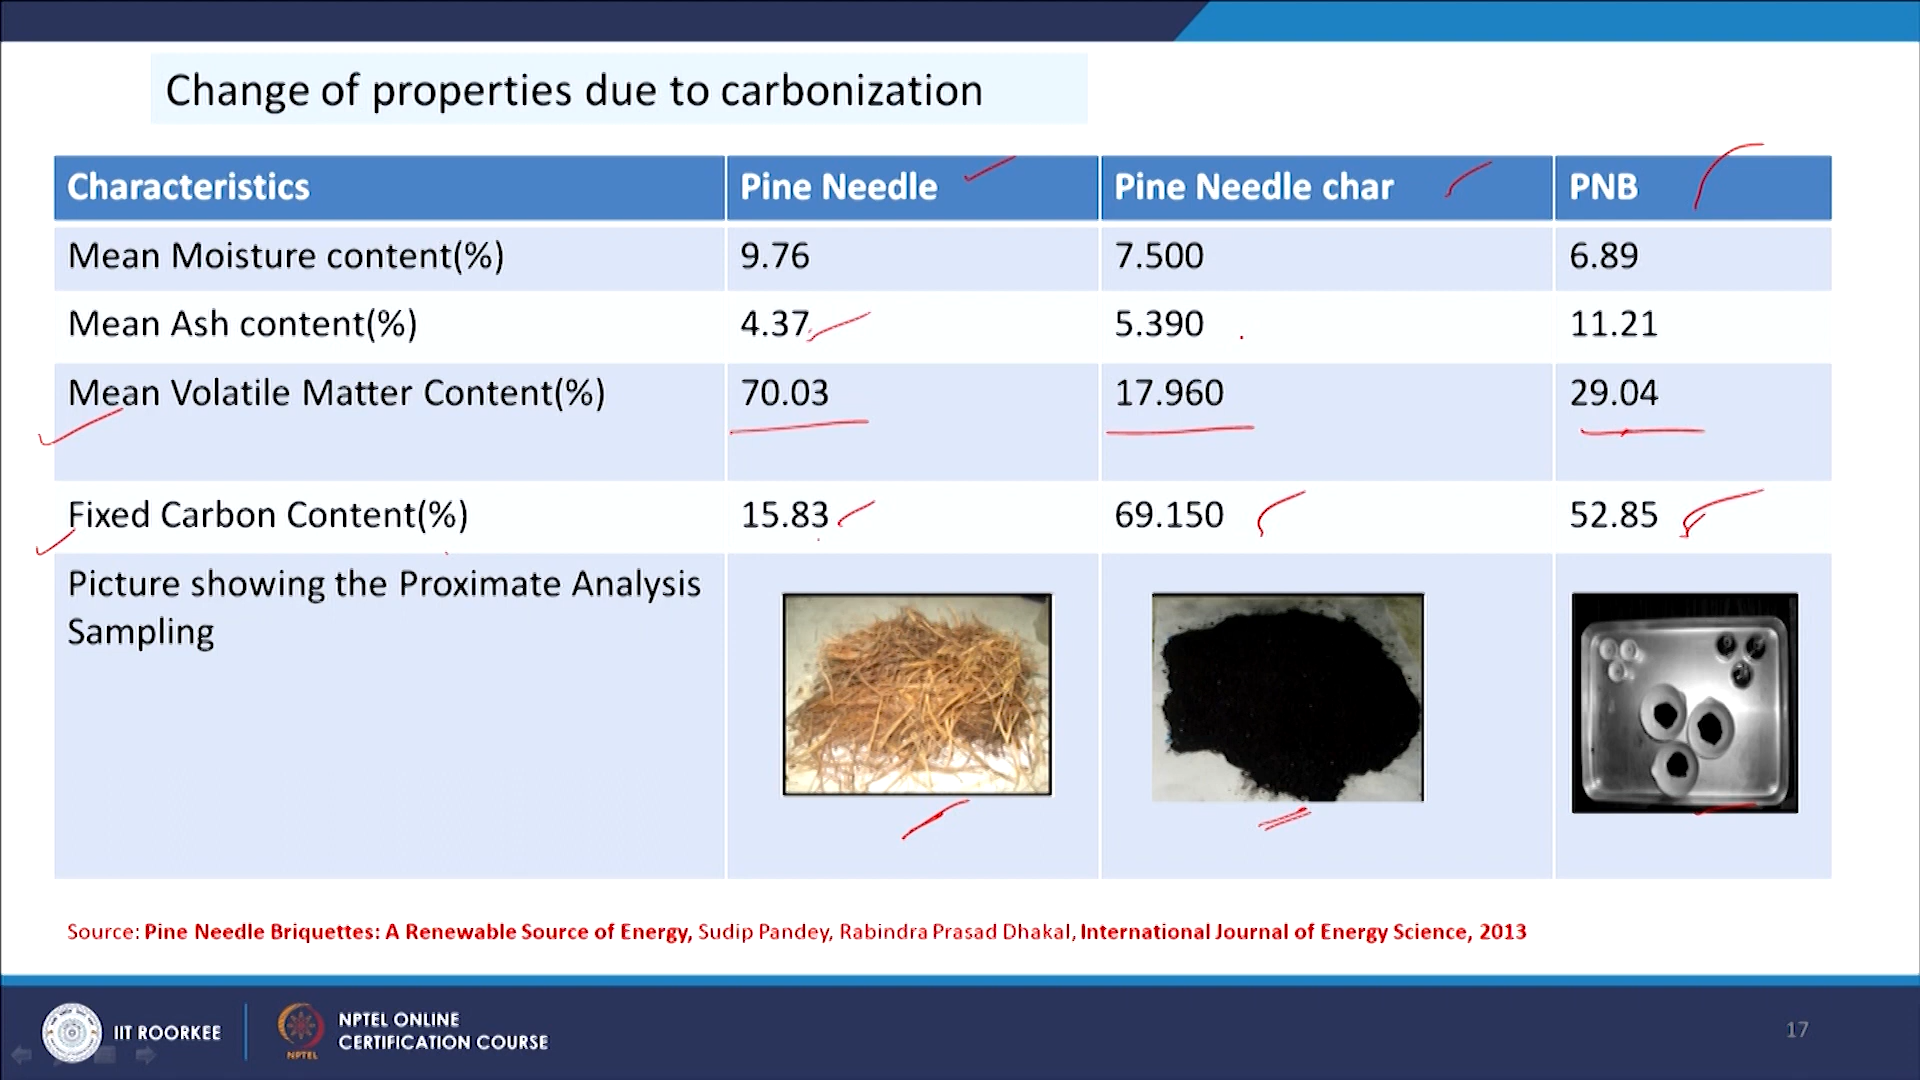 Change of properties due to carbonization
Characteristics Pine Needle Pine Needle char PNB
Mean Moisture content(%) 9.76 7.500 6.89
Mean Ash content(%) 4.37 5.390 11.21
Mean Volatile Matter Content(%) 70.03 17.960 29.04
Fixed Carbon Content(%) 15.83 69.150 52.85
Picture showing the Proximate Analysis
Sampling
Source: Pine Needle Briquettes: A Renewable Source of Energy, Sudip Pandey, Rabindra Prasad Dhakal, International Journal of Energy Science, 2013
IIT ROORKEE
NPTEL
NPTEL ONLINE
CERTIFICATION COURSE
17